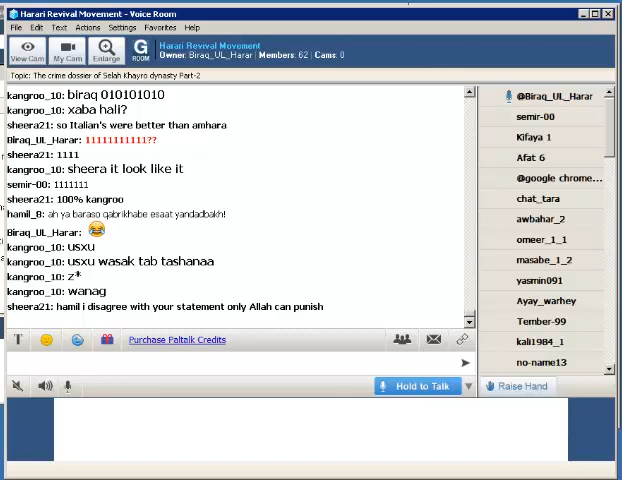 Harari Revival Movement - Voice Room
File Edit Text Actions Settings Favorites Help
View Cam
My Cam
Enlarge
G
ROOM
Harari Revival Movement
Owner: Biraq_UL_Harar | Members: 62 | Cams: 0
Topic: The crime dossier of Selah Khayro dynasty Part-2
kangroo_10: biraq 010101010
kangroo_10: xaba hali?
sheera21: so Italian's were better than amhara
Biraq_UL_Harar: 11111111111??
sheera21: 1111
kangroo_10: sheera it look like it
semir-00: 1111111
sheera21: 100% kangroo
hamil_8: ah ya baraso qabrikhabe esaat yandadbakh!
Biraq_UL_Harar:
kangroo_10: usxu
kangroo_10: usxu wasak tab tashanaa
kangroo_10: z*
kangroo_10: wanag
sheera21: hamil i disagree with your statement only Allah can punish
@Biraq_UL_Harar
semir-00
Kifaya 1
Afat 6
@google chrome...
chat_tara
awbahar_2
omeer_1_1
masabe_1_2
yasmin091
Ayay_warhey
Tember-99
kali1984_1
no-name13
T
Purchase Paltalk Credits
Hold to Talk
Raise Hand